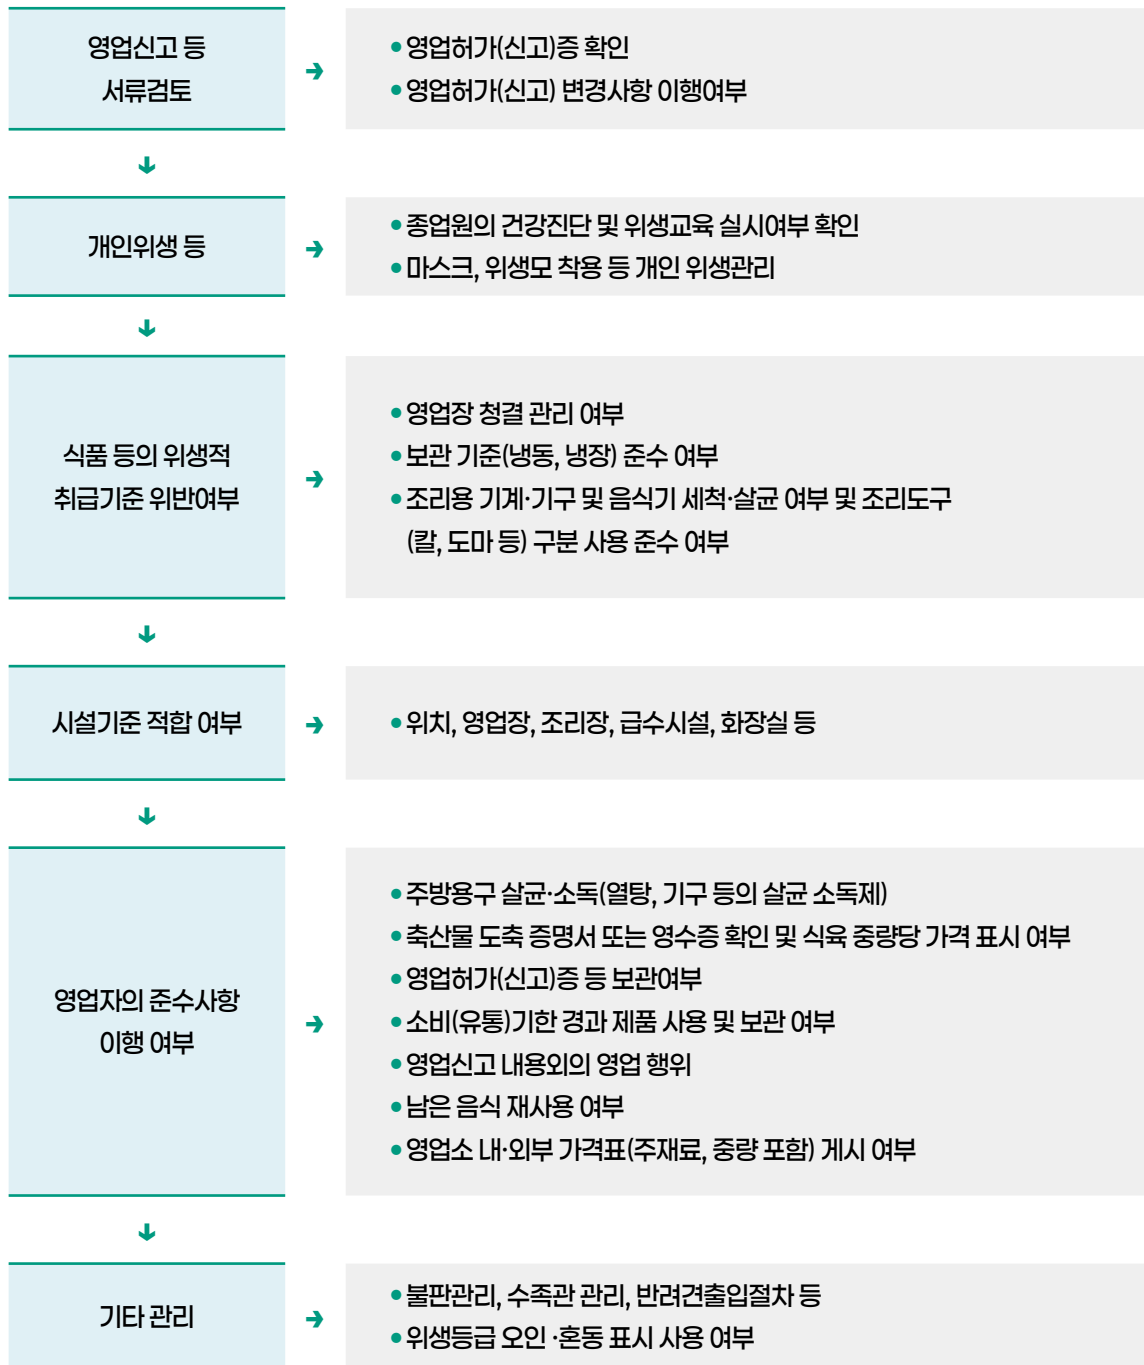 영업신고 등
서류검토
• 영업허가(신고)증 확인
• 영업허가(신고) 변경사항 이행여부
개인위생 등
• 종업원의 건강진단 및 위생교육 실시여부 확인
• 마스크, 위생모 착용 등 개인 위생관리
식품 등의 위생적
취급기준 위반여부
• 영업장 청결 관리 여부
• 보관 기준(냉동, 냉장) 준수 여부
• 조리용 기계·기구 및 음식기 세척·살균 여부 및 조리도구
(칼, 도마 등) 구분 사용 준수 여부
시설기준 적합 여부
• 위치, 영업장, 조리장, 급수시설, 화장실 등
영업자의 준수사항
이행 여부
• 주방용구 살균·소독(열탕, 기구 등의 살균 소독제)
• 축산물 도축 증명서 또는 영수증 확인 및 식육 중량당 가격 표시 여부
• 영업허가(신고)증 등 보관여부
• 소비(유통)기한 경과 제품 사용 및 보관 여부
• 영업신고 내용외의 영업 행위
• 남은 음식 재사용 여부
• 영업소 내·외부 가격표(주재료, 중량 포함) 게시 여부
기타 관리
• 불판관리, 수족관 관리, 반려견출입절차 등
• 위생등급 오인 ·혼동 표시 사용 여부